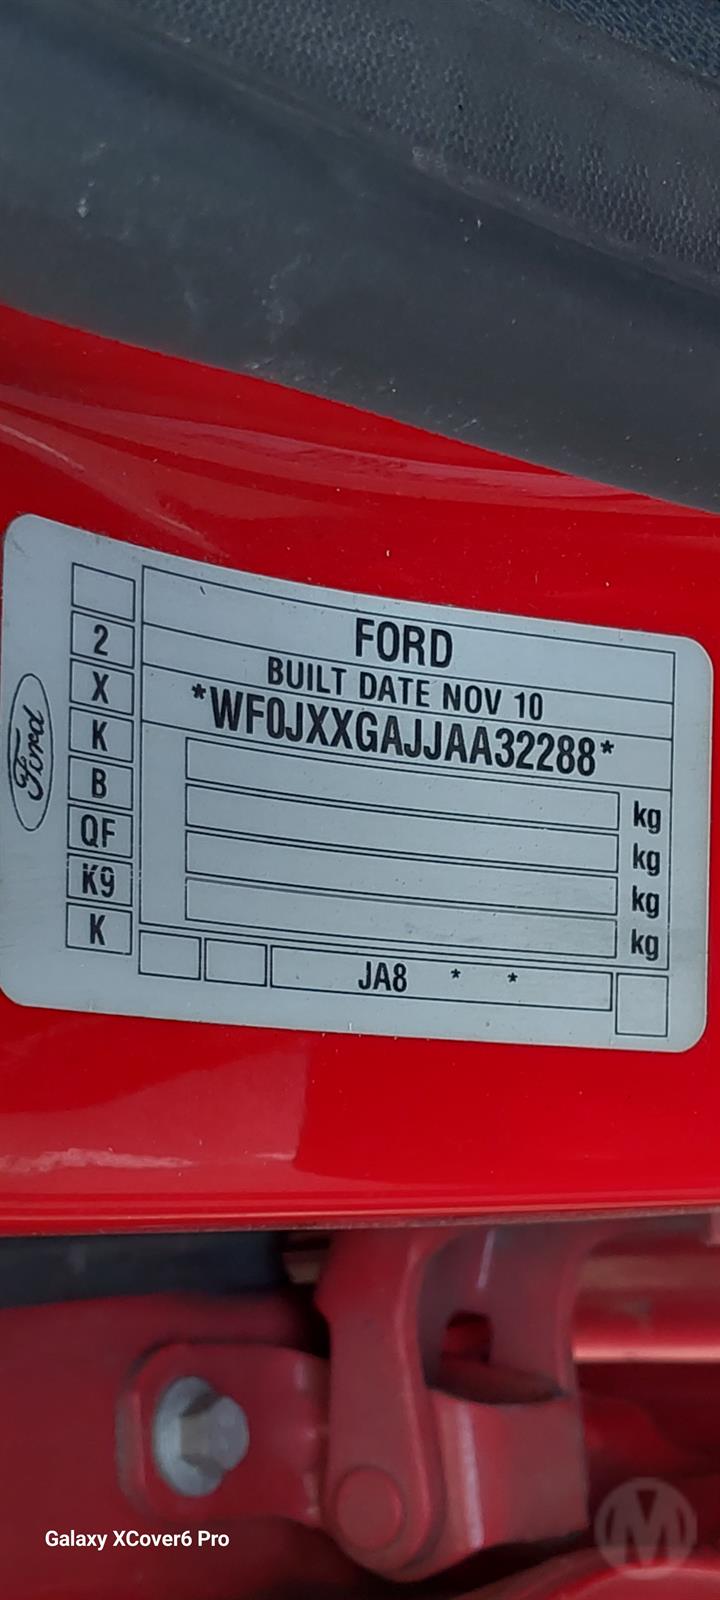 Ford
2
X
K
B
QF
K9
K
FORD
BUILT DATE NOV 10
*WF0JXXGAJJAA32288*
kg
kg
kg
kg
JA8 * *
Galaxy XCover6 Pro
M